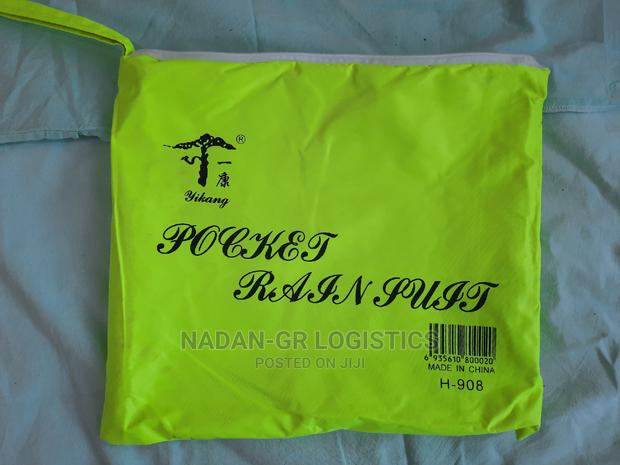 ®
一
康
Yikang
POCKET
RAIN SUIT
NADAN-GR LOGISTICS
POSTED ON JIJI
6 935610 800020
MADE IN CHINA
H-908